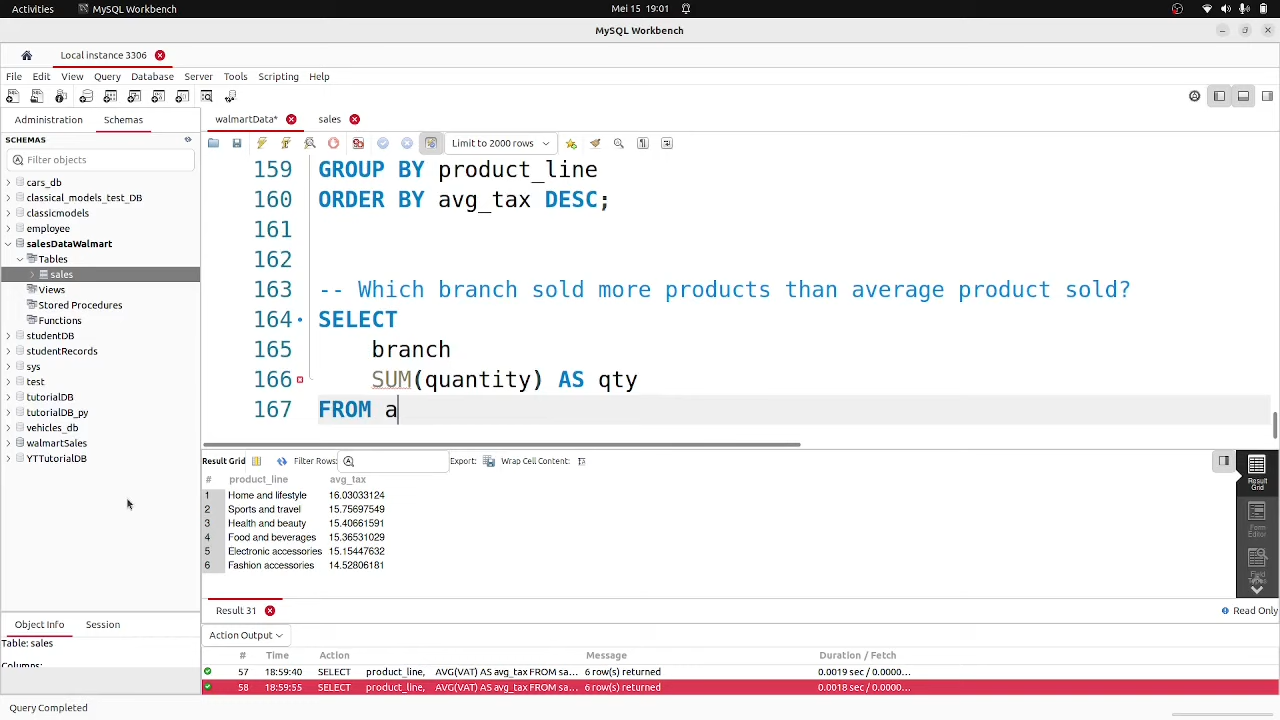 Activities MySQL Workbench Mei 15 19:01
MySQL Workbench
Local instance 3306
File Edit View Query Database Server Tools Scripting Help
Administration Schemas
walmartData* sales
SCHEMAS
Filter objects
Limit to 2000 rows
cars_db
classical_models_test_DB
classicmodels
employee
salesDataWalmart
Tables
sales
Views
Stored Procedures
Functions
studentDB
studentRecords
sys
test
tutorialDB
tutorialDB_py
vehicles_db
walmartSales
YTTutorialDB
159 GROUP BY product_line
160 ORDER BY avg_tax DESC;
161
162
163 -- Which branch sold more products than average product sold?
164 SELECT
165 branch
166 SUM(quantity) AS qty
167 FROM a
Result Grid Filter Rows: Export: Wrap Cell Content:
# product_line avg_tax
1 Home and lifestyle 16.03033124
2 Sports and travel 15.75697549
3 Health and beauty 15.40661591
4 Food and beverages 15.36531029
5 Electronic accessories 15.15447632
6 Fashion accessories 14.52806181
Result
Grid
Form
Editor
Field
Types
Result 31
Read Only
Object Info Session
Table: sales
Columns:
Action Output
# Time Action Message Duration / Fetch
57 18:59:40 SELECT product_line, AVG(VAT) AS avg_tax FROM sa... 6 row(s) returned 0.0019 sec / 0.0000...
58 18:59:55 SELECT product_line, AVG(VAT) AS avg_tax FROM sa... 6 row(s) returned 0.0018 sec / 0.0000...
Query Completed